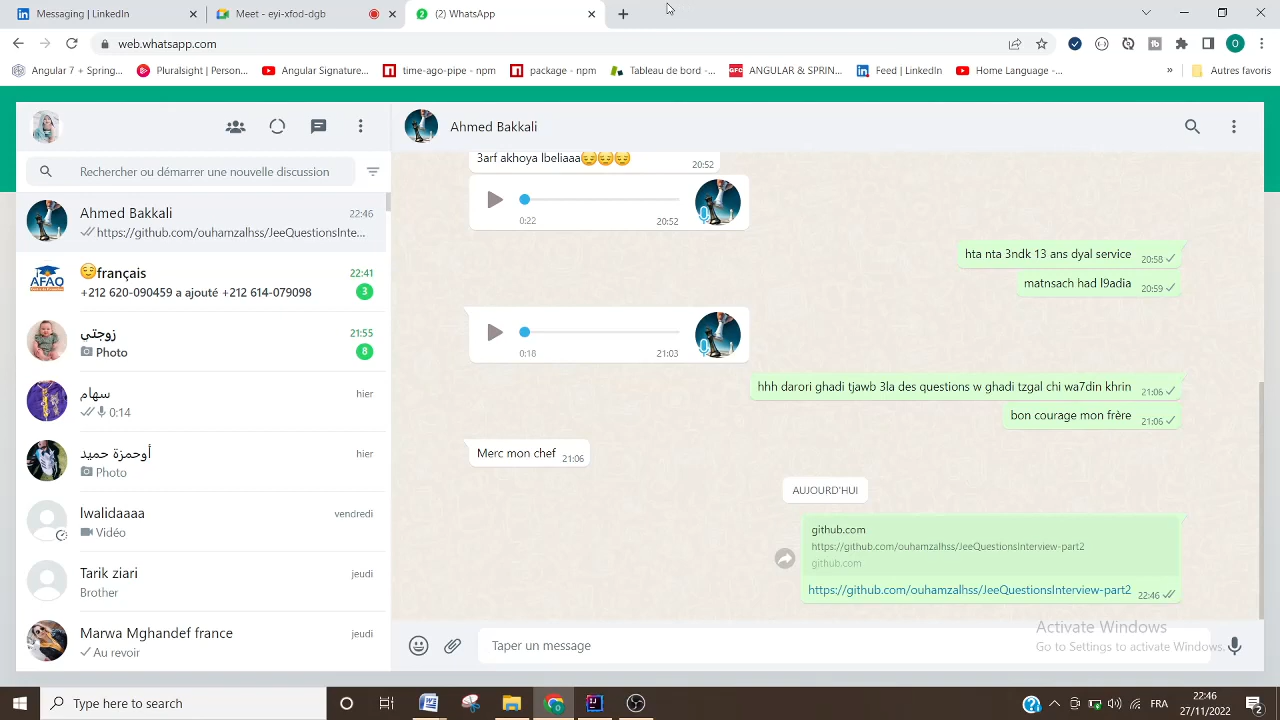 Messaging | LinkedIn
Meet - eyi-xfod-dgb
(2) WhatsApp
web.whatsapp.com
Angular 7 + Spring...
Pluralsight | Person...
Angular Signature...
time-ago-pipe - npm
package - npm
Tableau de bord -...
ANGULAR & SPRIN...
Feed | LinkedIn
Home Language -...
»
Autres favoris
Rechercher ou démarrer une nouvelle discussion
Ahmed Bakkali
22:46
https://github.com/ouhamzalhss/JeeQuestionsInte...
français
22:41
+212 620-090459 a ajouté +212 614-079098
3
زوجتي
21:55
Photo
8
سهام
hier
0:14
أوحمزة حميد
hier
Photo
lwalidaaaa
vendredi
Vidéo
Tarik ziari
jeudi
Brother
Marwa Mghandef france
jeudi
Au revoir
Ahmed Bakkali
3arf akhoya lbeliaaa😔😔😔
20:52
0:22
20:52
hta nta 3ndk 13 ans dyal service
20:58
matnsach had l9adia
20:59
0:18
21:03
hhh darori ghadi tjawb 3la des questions w ghadi tzgal chi wa7din khrin
21:06
bon courage mon frère
21:06
Merc mon chef
21:06
AUJOURD'HUI
github.com
https://github.com/ouhamzalhss/JeeQuestionsInterview-part2
github.com
https://github.com/ouhamzalhss/JeeQuestionsInterview-part2
22:46
Taper un message
Activate Windows
Go to Settings to activate Windows.
Type here to search
FRA
22:46
27/11/2022
2